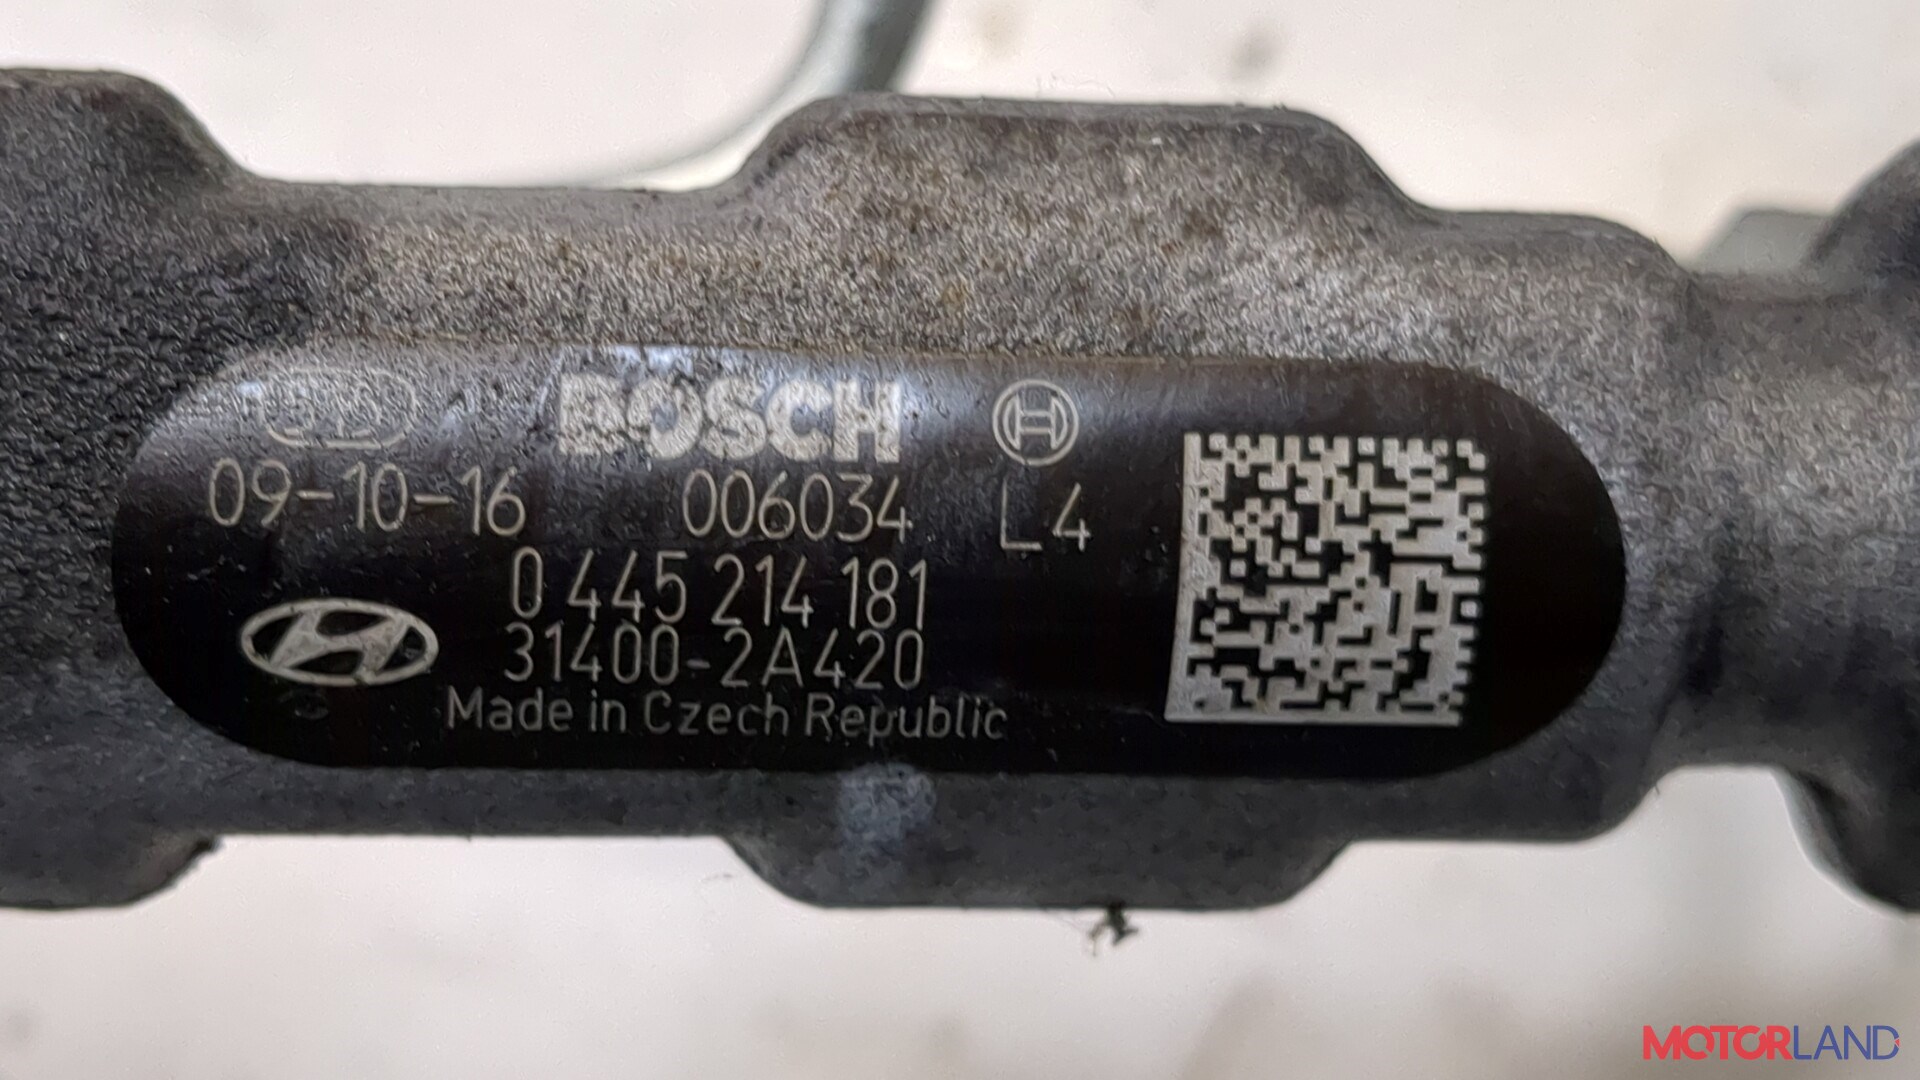 BOSCH
09-10-16 006034 L4
0 445 214 181
31400-2A420
Made in Czech Republic
MOTORLAND